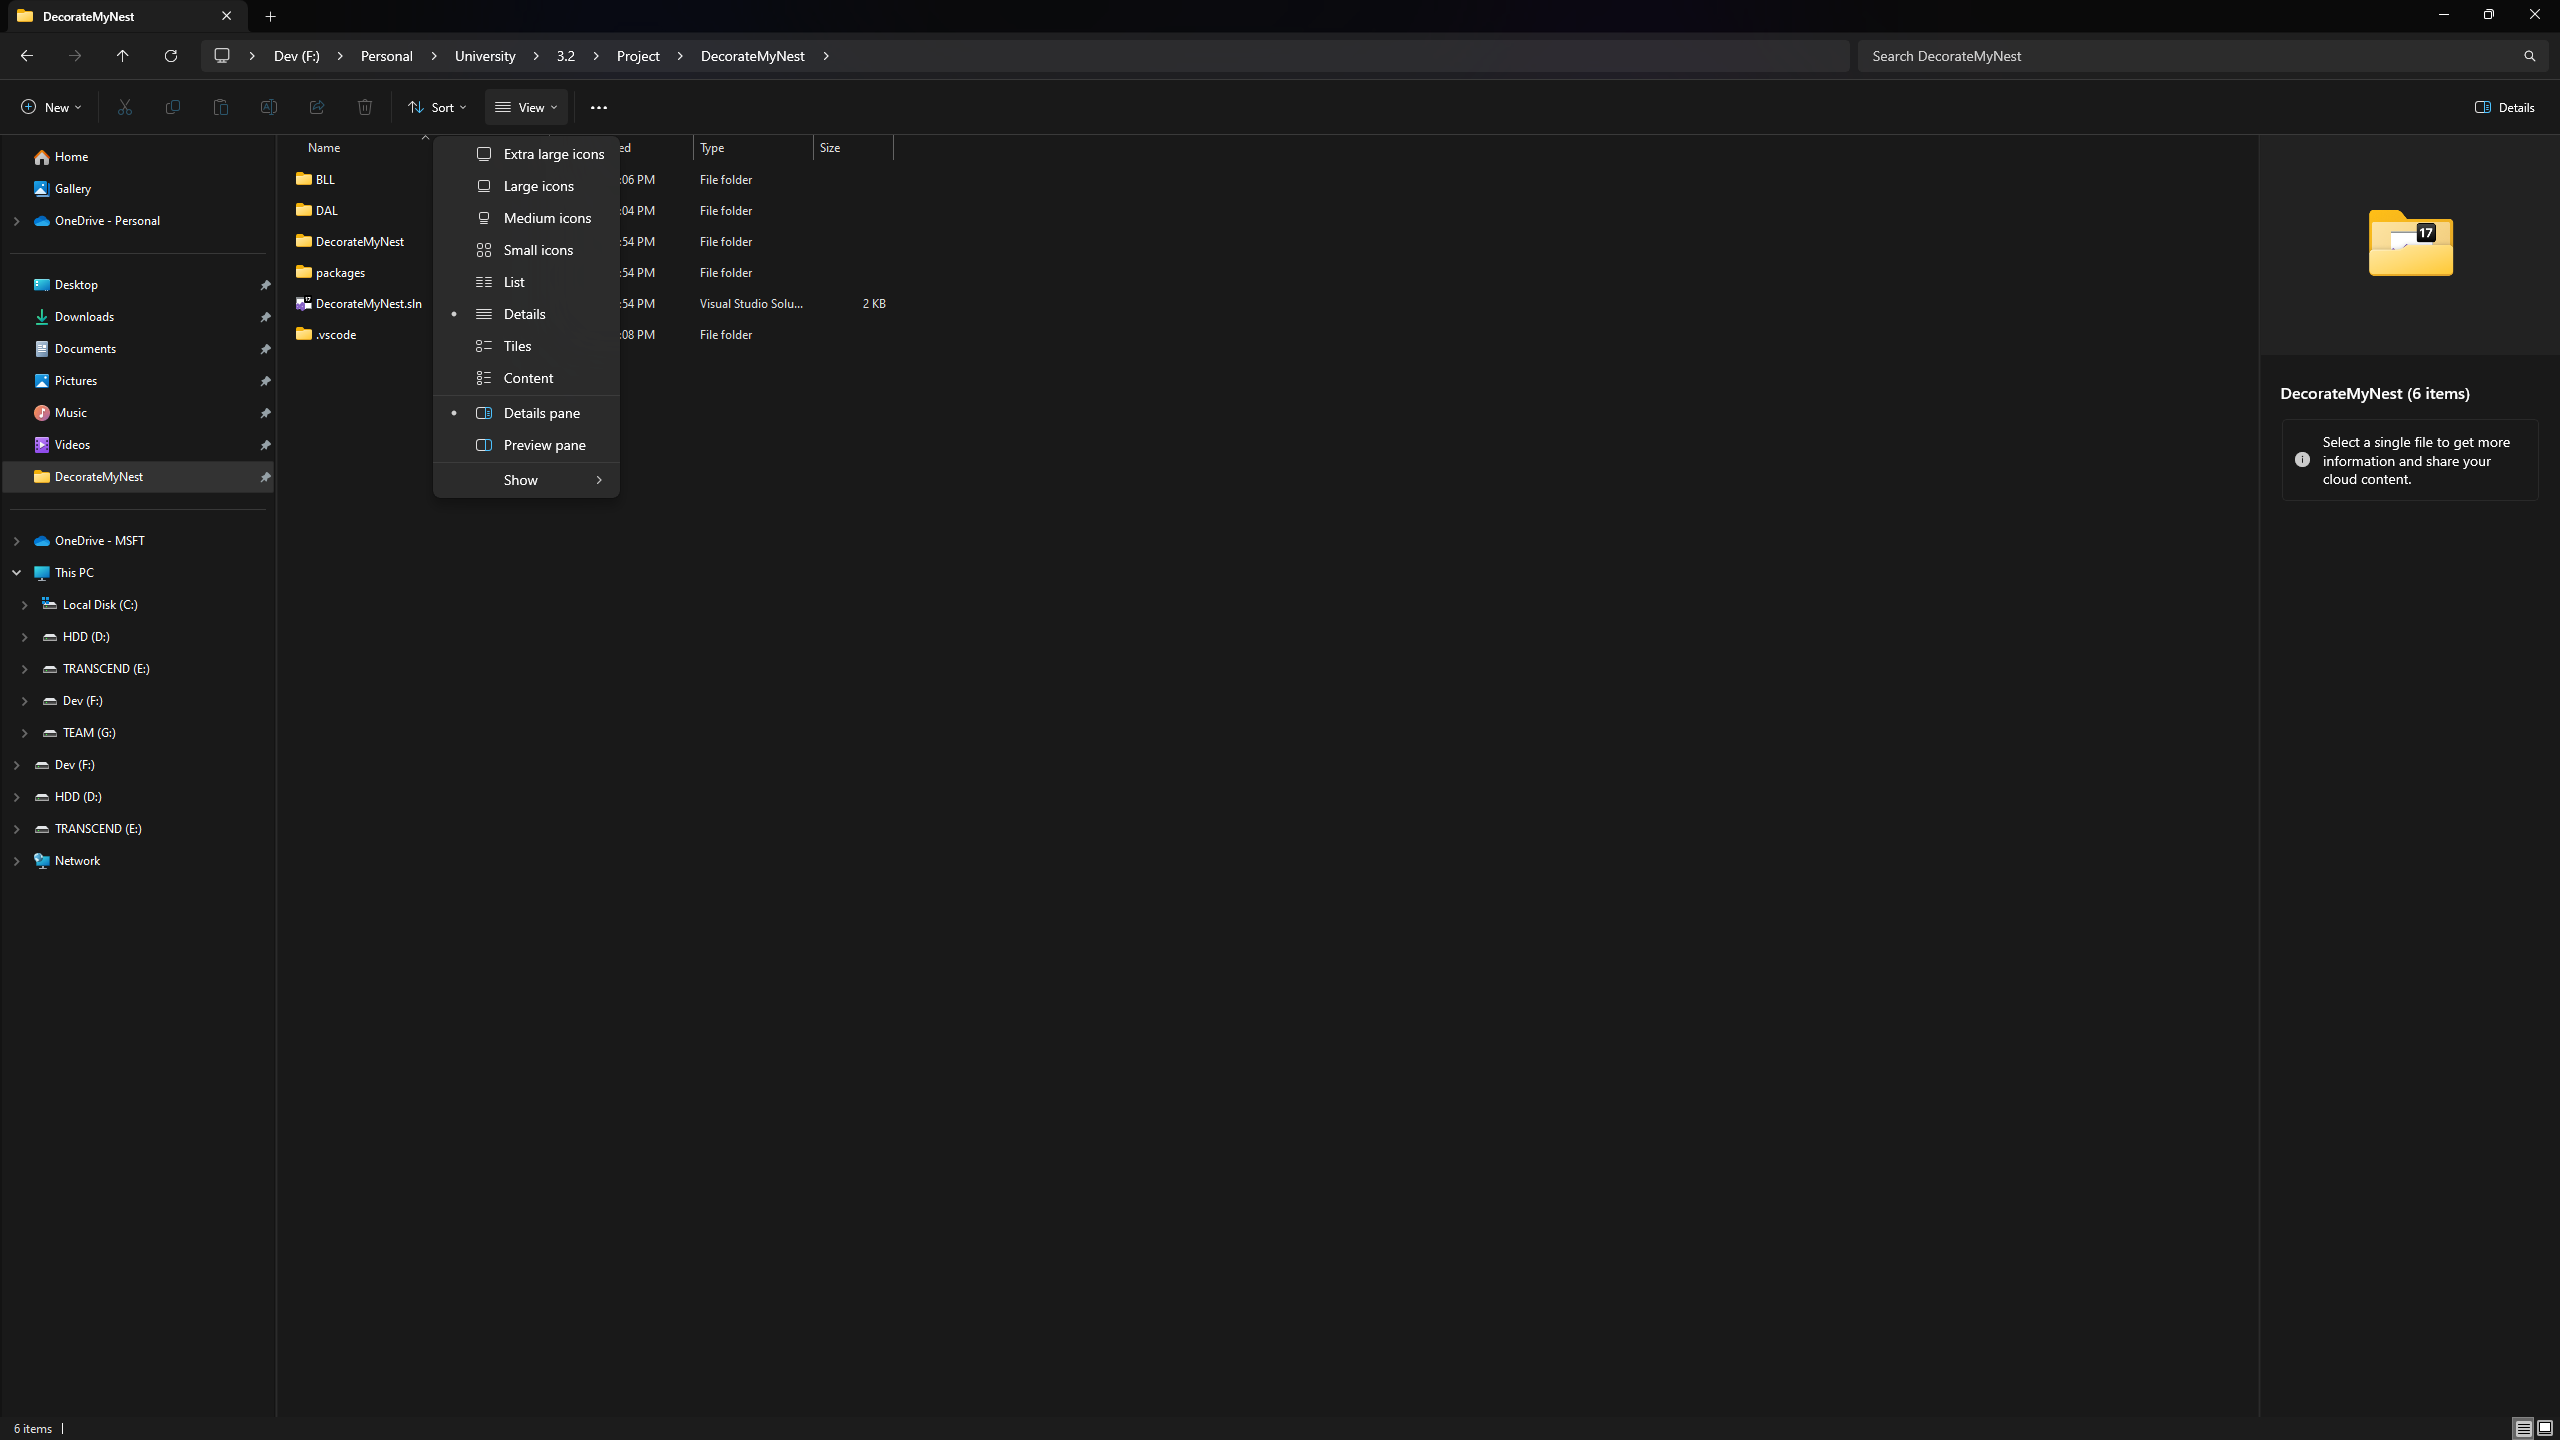 DecorateMyNest
Dev (F:) Personal University 3.2 Project DecorateMyNest
Search DecorateMyNest
New Sort View Details
Home
Gallery
OneDrive - Personal
Desktop
Downloads
Documents
Pictures
Music
Videos
DecorateMyNest
OneDrive - MSFT
This PC
Local Disk (C:)
HDD (D:)
TRANSCEND (E:)
Dev (F:)
TEAM (G:)
Dev (F:)
HDD (D:)
TRANSCEND (E:)
Network
Name ed Type Size
BLL :06 PM File folder
DAL :04 PM File folder
DecorateMyNest :54 PM File folder
packages :54 PM File folder
DecorateMyNest.sln :54 PM Visual Studio Solu... 2 KB
.vscode :08 PM File folder
Extra large icons
Large icons
Medium icons
Small icons
List
Details
Tiles
Content
Details pane
Preview pane
Show
17
DecorateMyNest (6 items)
Select a single file to get more
information and share your
cloud content.
6 items